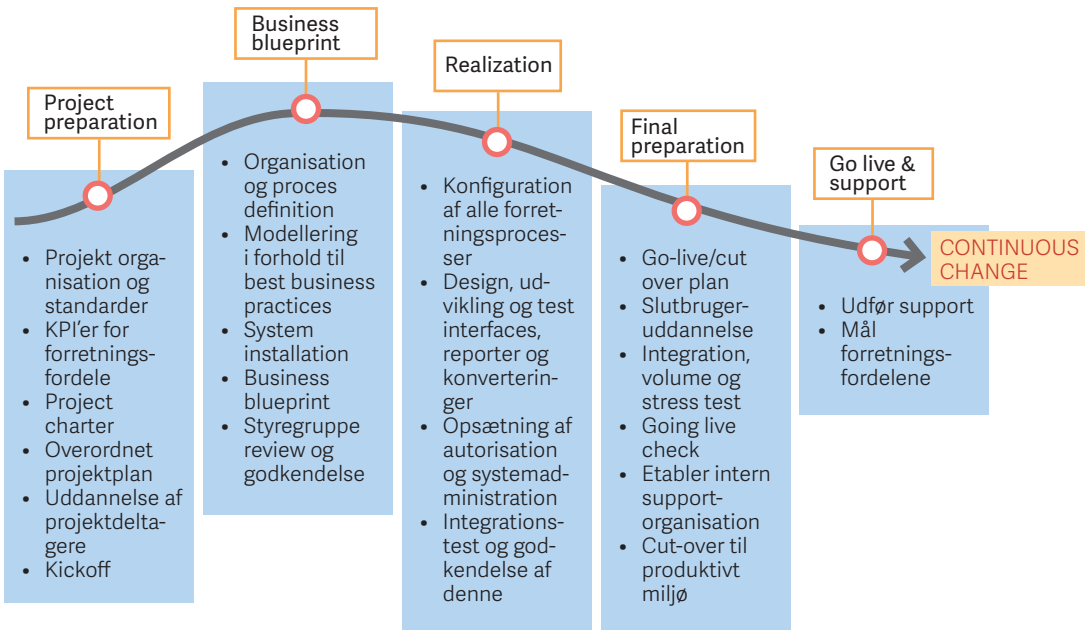 Project
preparation
• Projekt orga-
nisation og
standarder
• KPI’er for
forretnings-
fordele
• Project
charter
• Overordnet
projektplan
• Uddannelse af
projektdelta-
gere
• Kickoff
Business
blueprint
• Organisation
og proces
definition
• Modellering
i forhold til
best business
practices
• System
installation
• Business
blueprint
• Styregruppe
review og
godkendelse
Realization
• Konfiguration
af alle forret-
ningsproces-
ser
• Design, ud-
vikling og test
interfaces,
reporter og
konverterin-
ger
• Opsætning af
autorisation
og systemad-
ministration
• Integrations-
test og god-
kendelse af
denne
Final
preparation
• Go-live/cut
over plan
• Slutbruger-
uddannelse
• Integration,
volume og
stress test
• Going live
check
• Etabler intern
support-
organisation
• Cut-over til
produktivt
miljø
Go live &
support
• Udfør support
• Mål
forretnings-
fordelene
CONTINUOUS
CHANGE